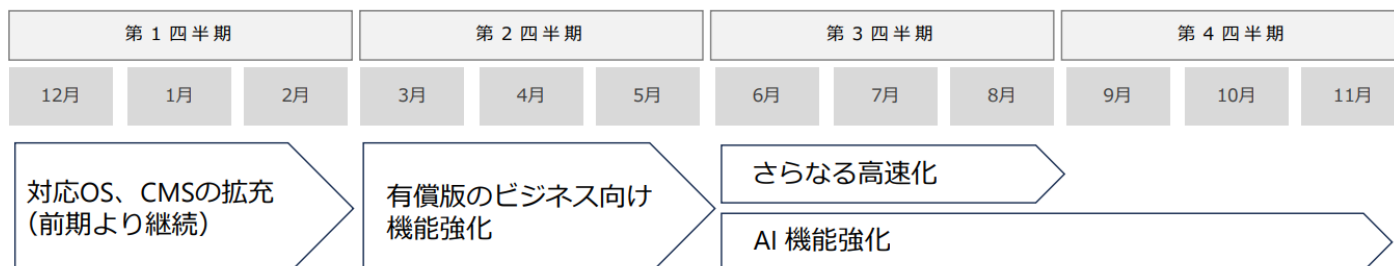 第1四半期
第2四半期
第3四半期
第4四半期
12月
1月
2月
3月
4月
5月
6月
7月
8月
9月
10月
11月
対応OS、CMSの拡充
（前期より継続）
有償版のビジネス向け
機能強化
さらなる高速化
AI 機能強化